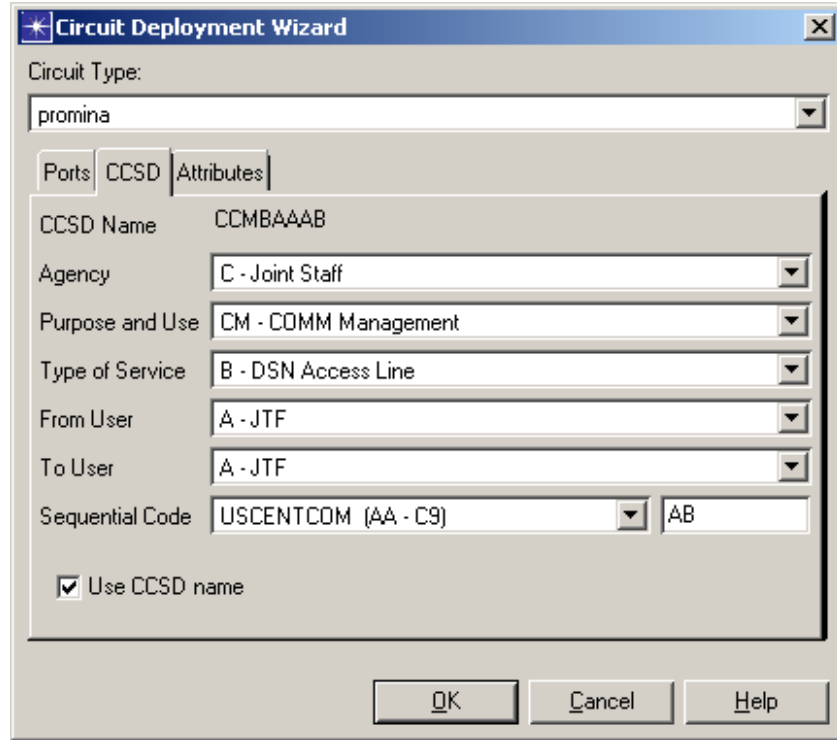 Circuit Deployment Wizard
Circuit Type:
promina
Ports CCSD Attributes
CCSD Name CCMBAAAB
Agency C - Joint Staff
Purpose and Use CM - COMM Management
Type of Service B - DSN Access Line
From User A - JTF
To User A - JTF
Sequential Code USCENTCOM (AA - C9) AB
Use CCSD name
OK Cancel Help